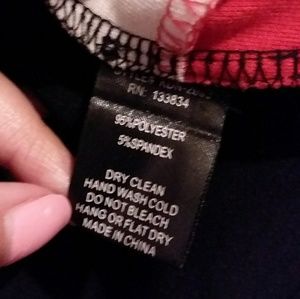 RN: 133834
95%POLYESTER
5%SPANDEX
DRY CLEAN
HAND WASH COLD
DO NOT BLEACH
HANG OR FLAT DRY
MADE IN CHINA